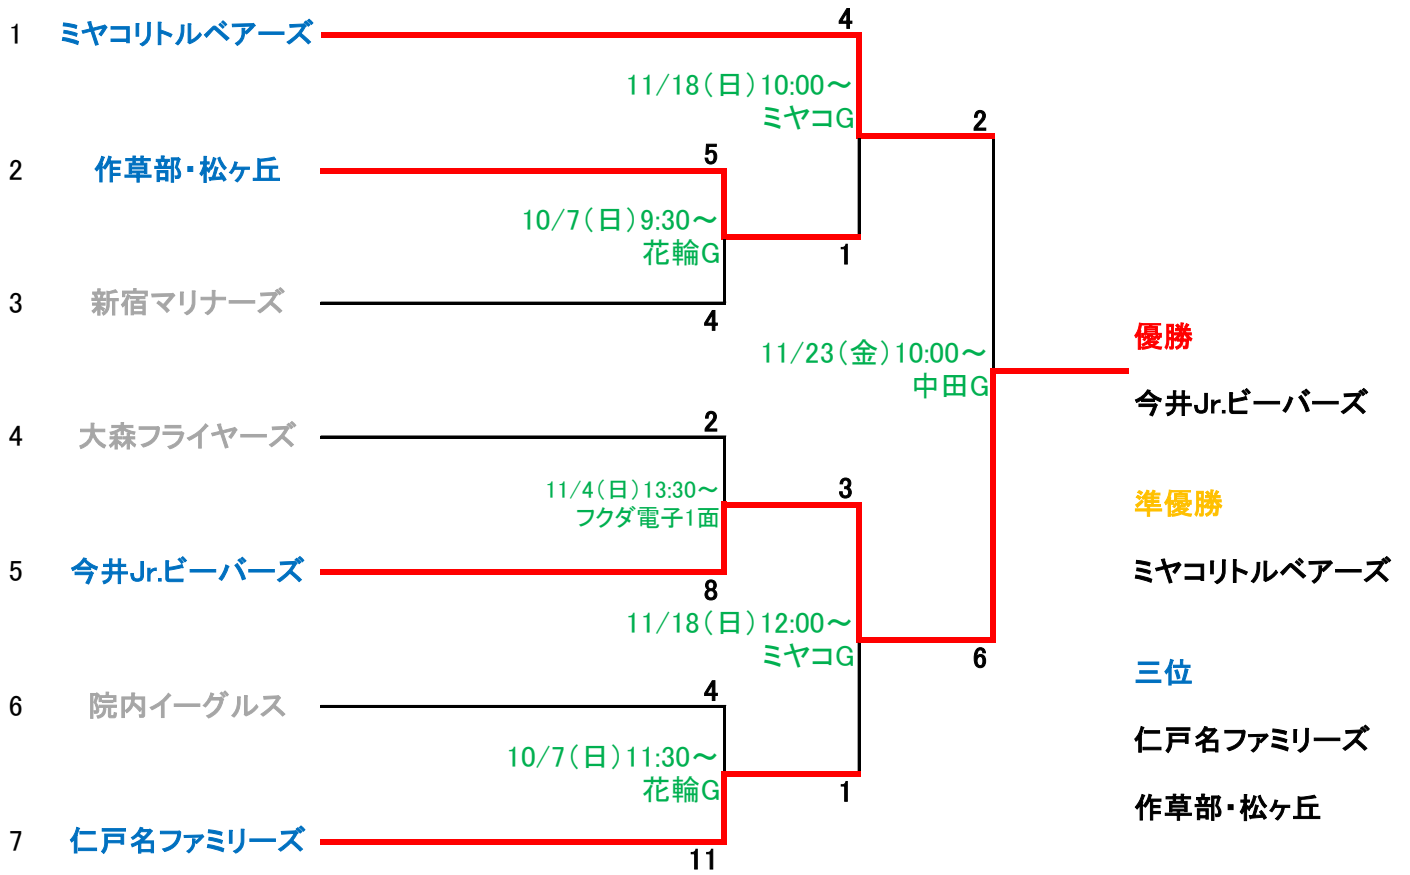 1 ミヤコリトルベアーズ
4
11/18(日)10:00～
ミヤコG
2
2 作草部・松ヶ丘
5
10/7(日)9:30～
花輪G
1
3 新宿マリナーズ
4
優勝
11/23(金)10:00～
中田G
今井Jr.ビーバーズ
4 大森フライヤーズ
2
11/4(日)13:30～
フクダ電子1面
3
準優勝
5 今井Jr.ビーバーズ
8
ミヤコリトルベアーズ
11/18(日)12:00～
ミヤコG
6
三位
6 院内イーグルス
4
仁戸名ファミリーズ
10/7(日)11:30～
花輪G
1
作草部・松ヶ丘
7 仁戸名ファミリーズ
11